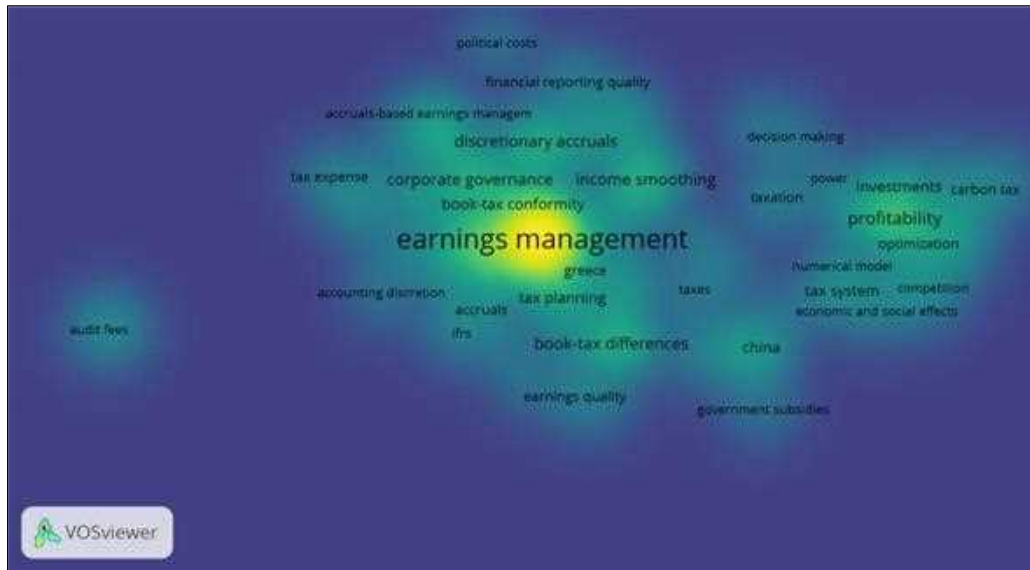 political costs
financial reporting quality
accruals-based earnings managem
decision making
discretionary accruals
tax expense
corporate governance
income smoothing
power
investments
carbon tax
taxation
book-tax conformity
profitability
earnings management
optimization
greece
numerical model
accounting discretion
tax planning
taxes
tax system
competition
accruals
economic and social effects
audit fees
ifrs
book-tax differences
china
earnings quality
government subsidies
VOSviewer